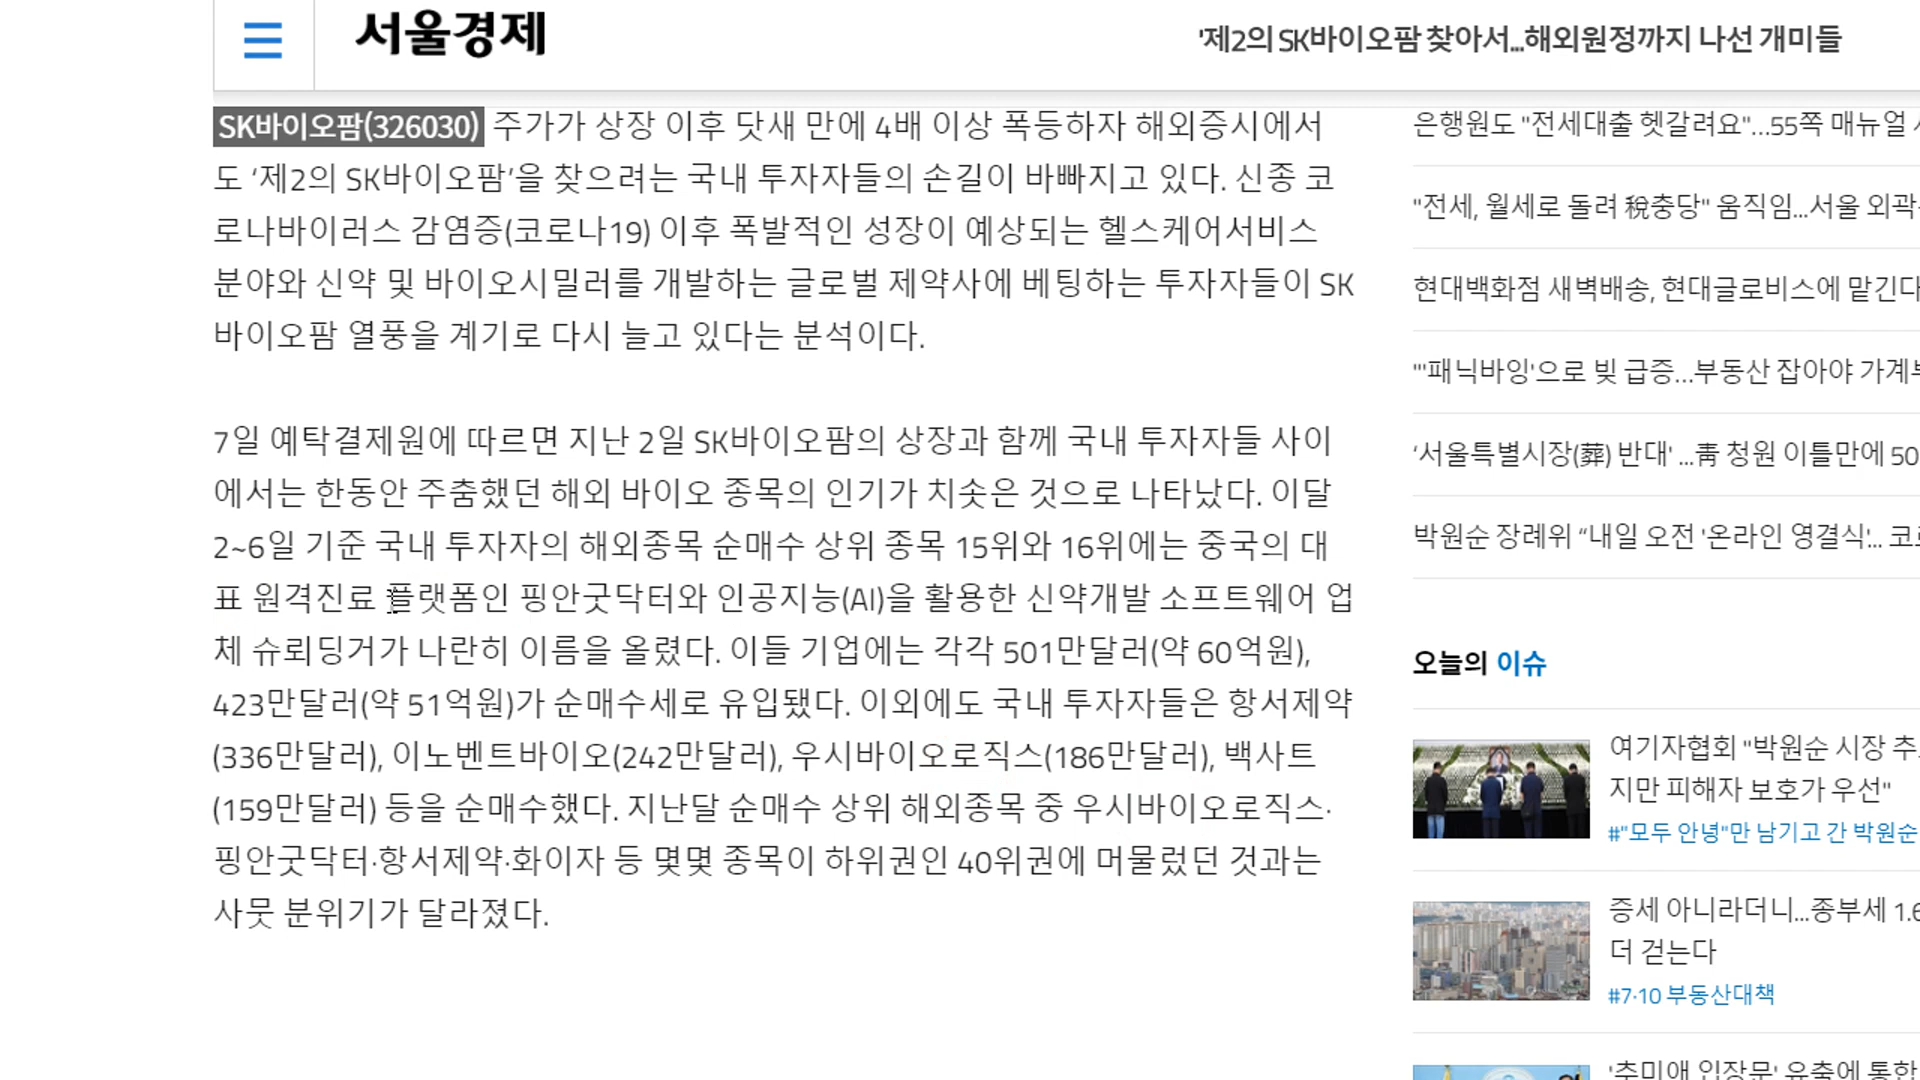 서울경제
'제2의 SK바이오팜 찾아서...해외원정까지 나선 개미들
SK바이오팜(326030) 주가가 상장 이후 닷새 만에 4배 이상 폭등하자 해외증시에서
도 ‘제2의 SK바이오팜’을 찾으려는 국내 투자자들의 손길이 바빠지고 있다. 신종 코
로나바이러스 감염증(코로나19) 이후 폭발적인 성장이 예상되는 헬스케어서비스
분야와 신약 및 바이오시밀러를 개발하는 글로벌 제약사에 베팅하는 투자자들이 SK
바이오팜 열풍을 계기로 다시 늘고 있다는 분석이다.
7일 예탁결제원에 따르면 지난 2일 SK바이오팜의 상장과 함께 국내 투자자들 사이
에서는 한동안 주춤했던 해외 바이오 종목의 인기가 치솟은 것으로 나타났다. 이달
2~6일 기준 국내 투자자의 해외종목 순매수 상위 종목 15위와 16위에는 중국의 대
표 원격진료 플랫폼인 핑안굿닥터와 인공지능(AI)을 활용한 신약개발 소프트웨어 업
체 슈뢰딩거가 나란히 이름을 올렸다. 이들 기업에는 각각 501만달러(약 60억원),
423만달러(약 51억원)가 순매수세로 유입됐다. 이외에도 국내 투자자들은 항서제약
(336만달러), 이노벤트바이오(242만달러), 우시바이오로직스(186만달러), 백사트
(159만달러) 등을 순매수했다. 지난달 순매수 상위 해외종목 중 우시바이오로직스·
핑안굿닥터·항서제약·화이자 등 몇몇 종목이 하위권인 40위권에 머물렀던 것과는
사뭇 분위기가 달라졌다.
은행원도 "전세대출 헷갈려요"...55쪽 매뉴얼
"전세, 월세로 돌려 稅충당" 움직임...서울 외곽
현대백화점 새벽배송, 현대글로비스에 맡긴다
"'패닉바잉'으로 빚 급증...부동산 잡아야 가계
‘서울특별시장(葬) 반대' ...靑 청원 이틀만에 50
박원순 장례위 “내일 오전 '온라인 영결식'... 코
오늘의 이슈
여기자협회 "박원순 시장 추
지만 피해자 보호가 우선"
#"모두 안녕"만 남기고 간 박원순
증세 아니라더니...종부세 1.6
더 걷는다
#7·10 부동산대책
'추미애 입장문' 유출에 통합